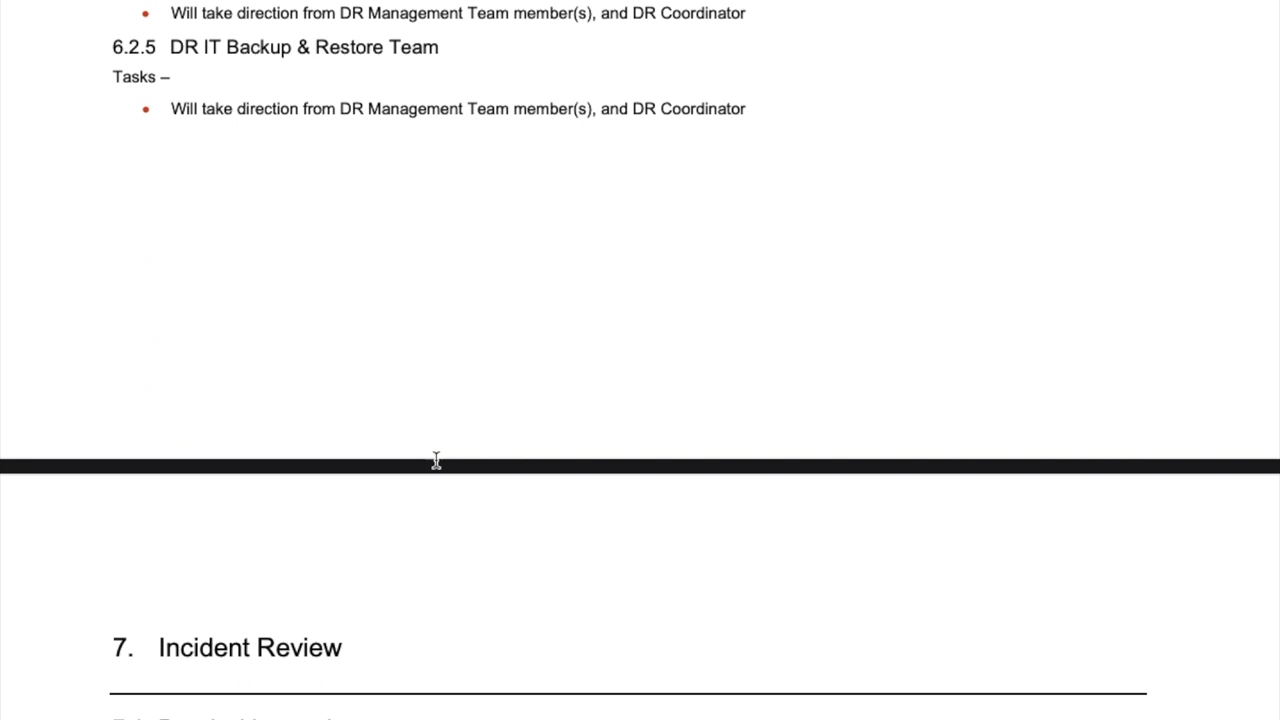 • Will take direction from DR Management Team member(s), and DR Coordinator
6.2.5 DR IT Backup & Restore Team
Tasks –
• Will take direction from DR Management Team member(s), and DR Coordinator
7. Incident Review